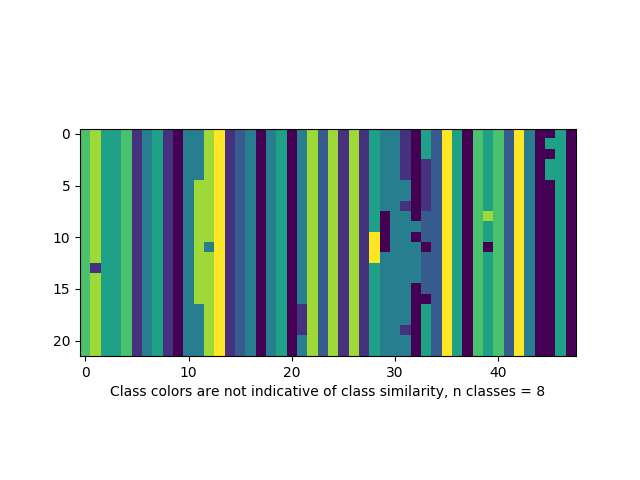 0
5
10
15
20
0 10 20 30 40
Class colors are not indicative of class similarity, n classes = 8